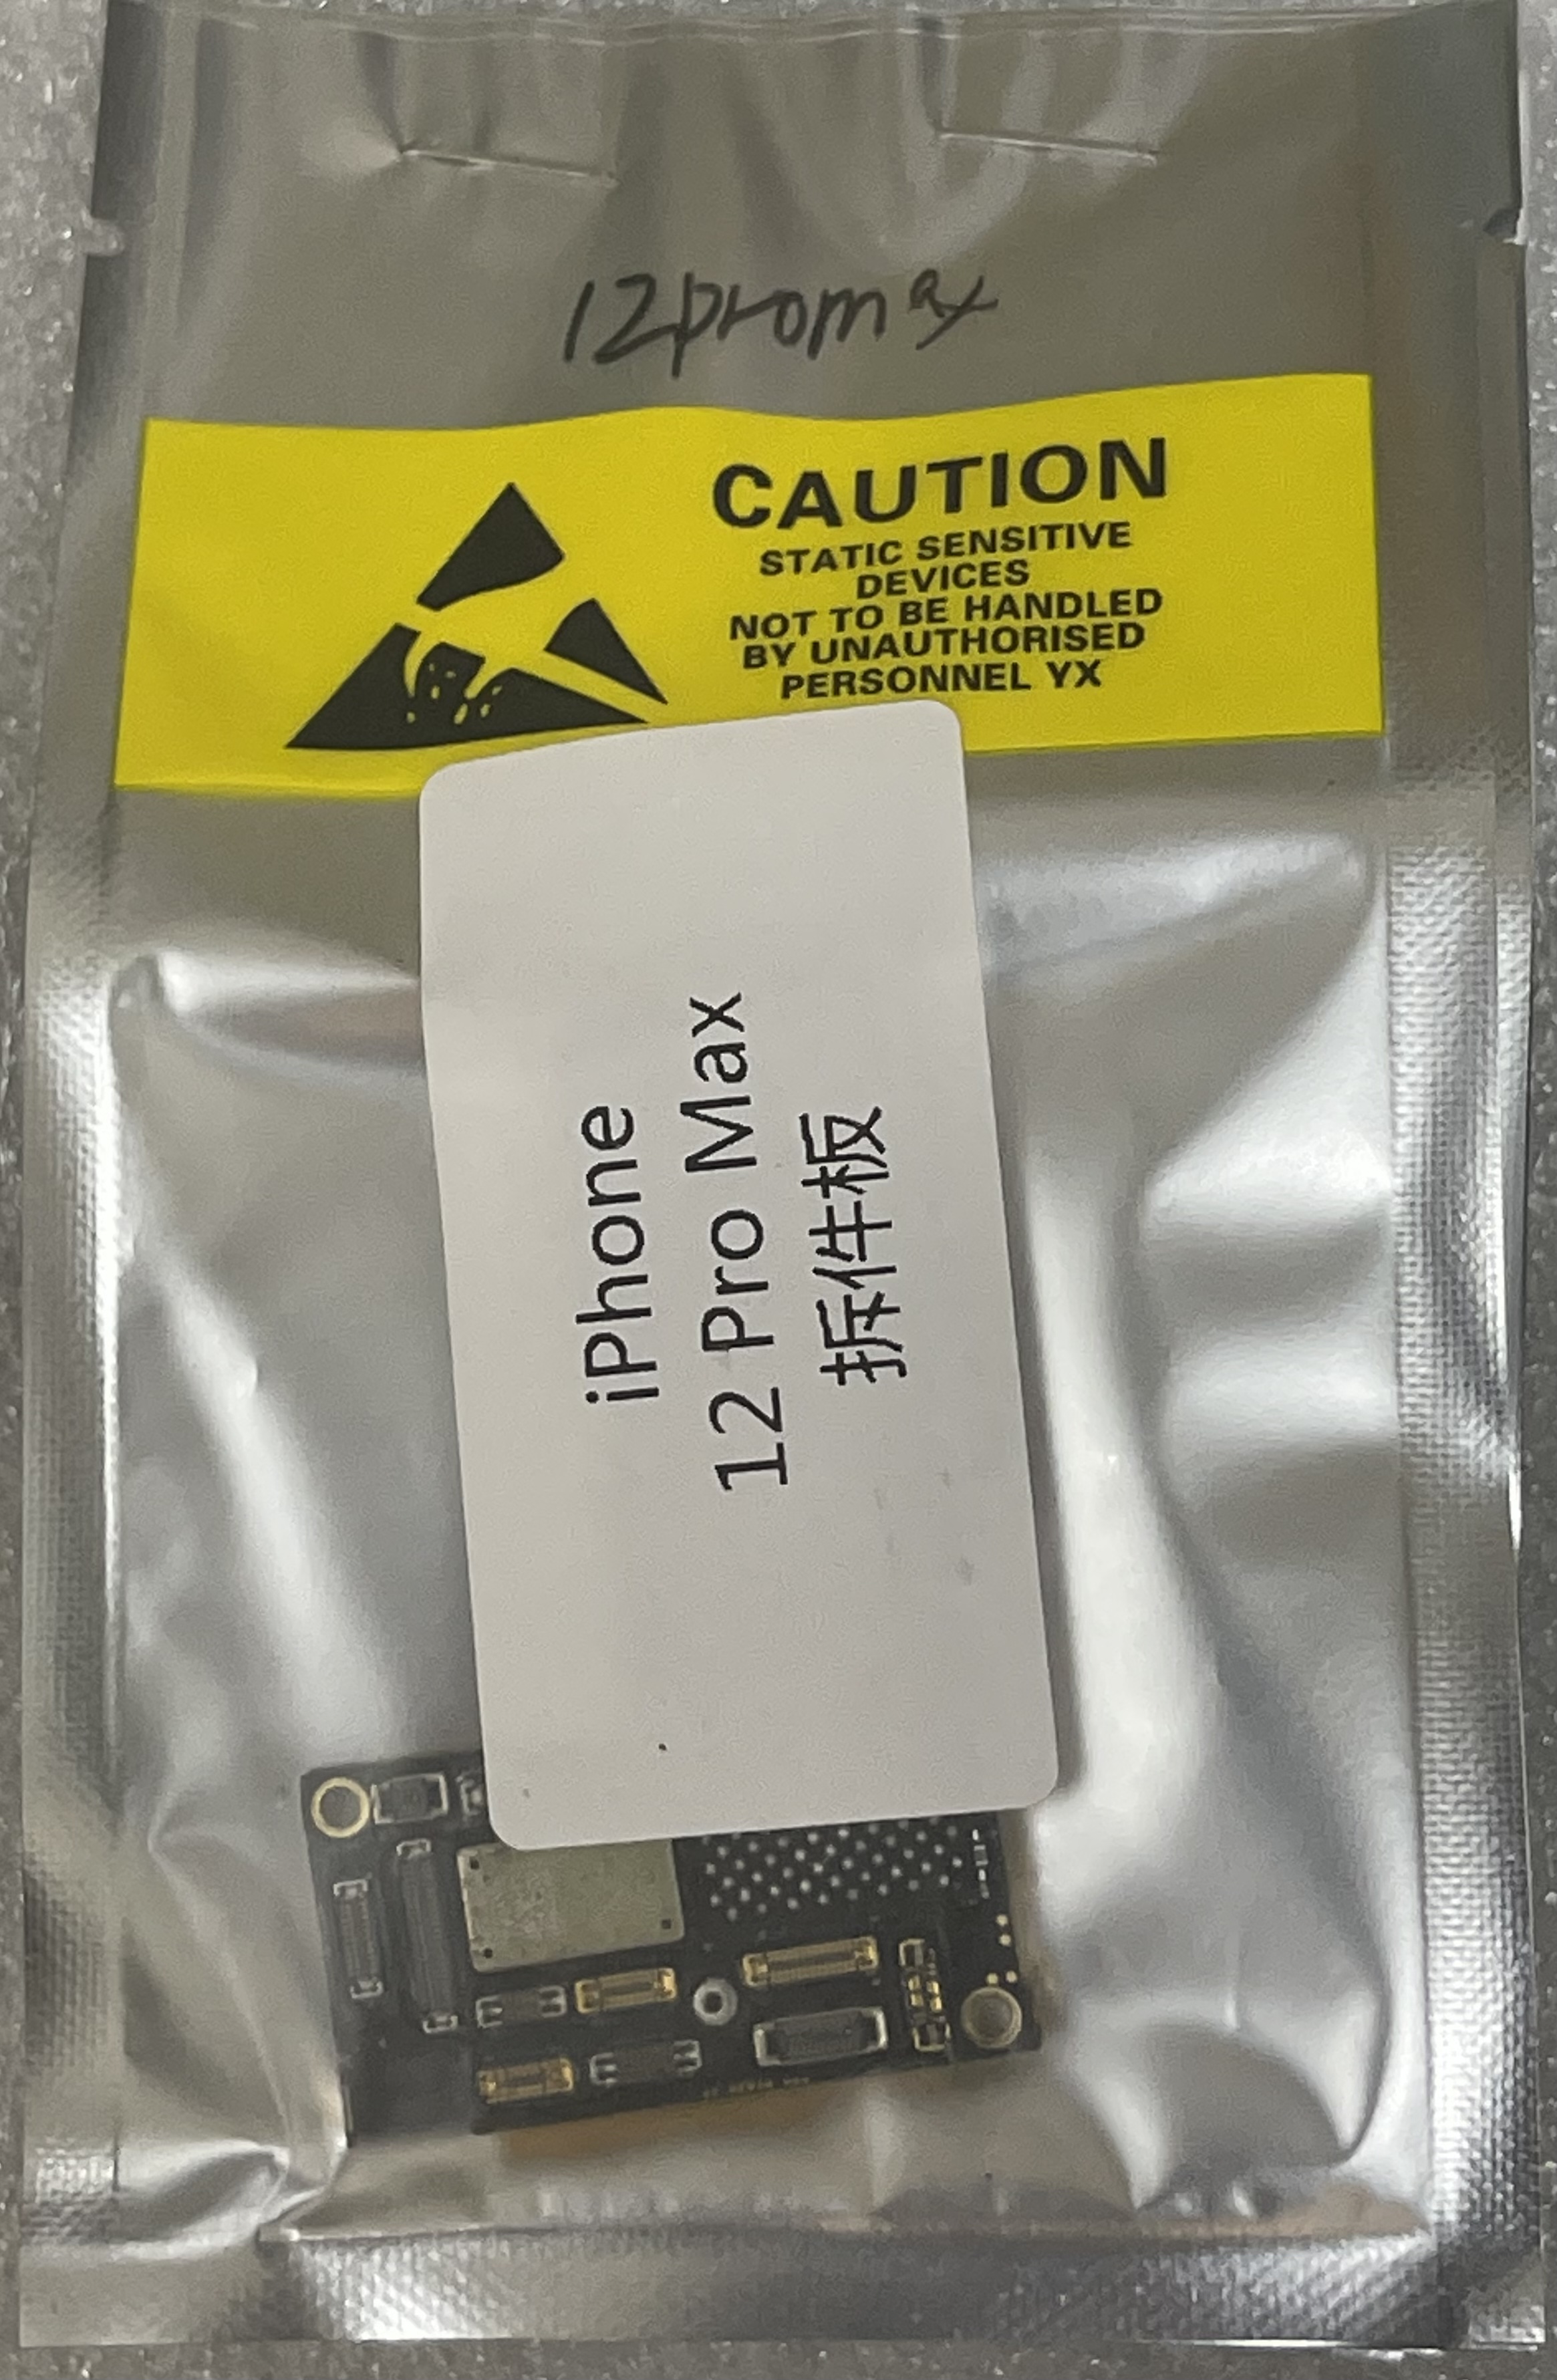 12promax
CAUTION
STATIC SENSITIVE
DEVICES
NOT TO BE HANDLED
BY UNAUTHORISED
PERSONNEL YX
iPhone
12 Pro Max
拆件板